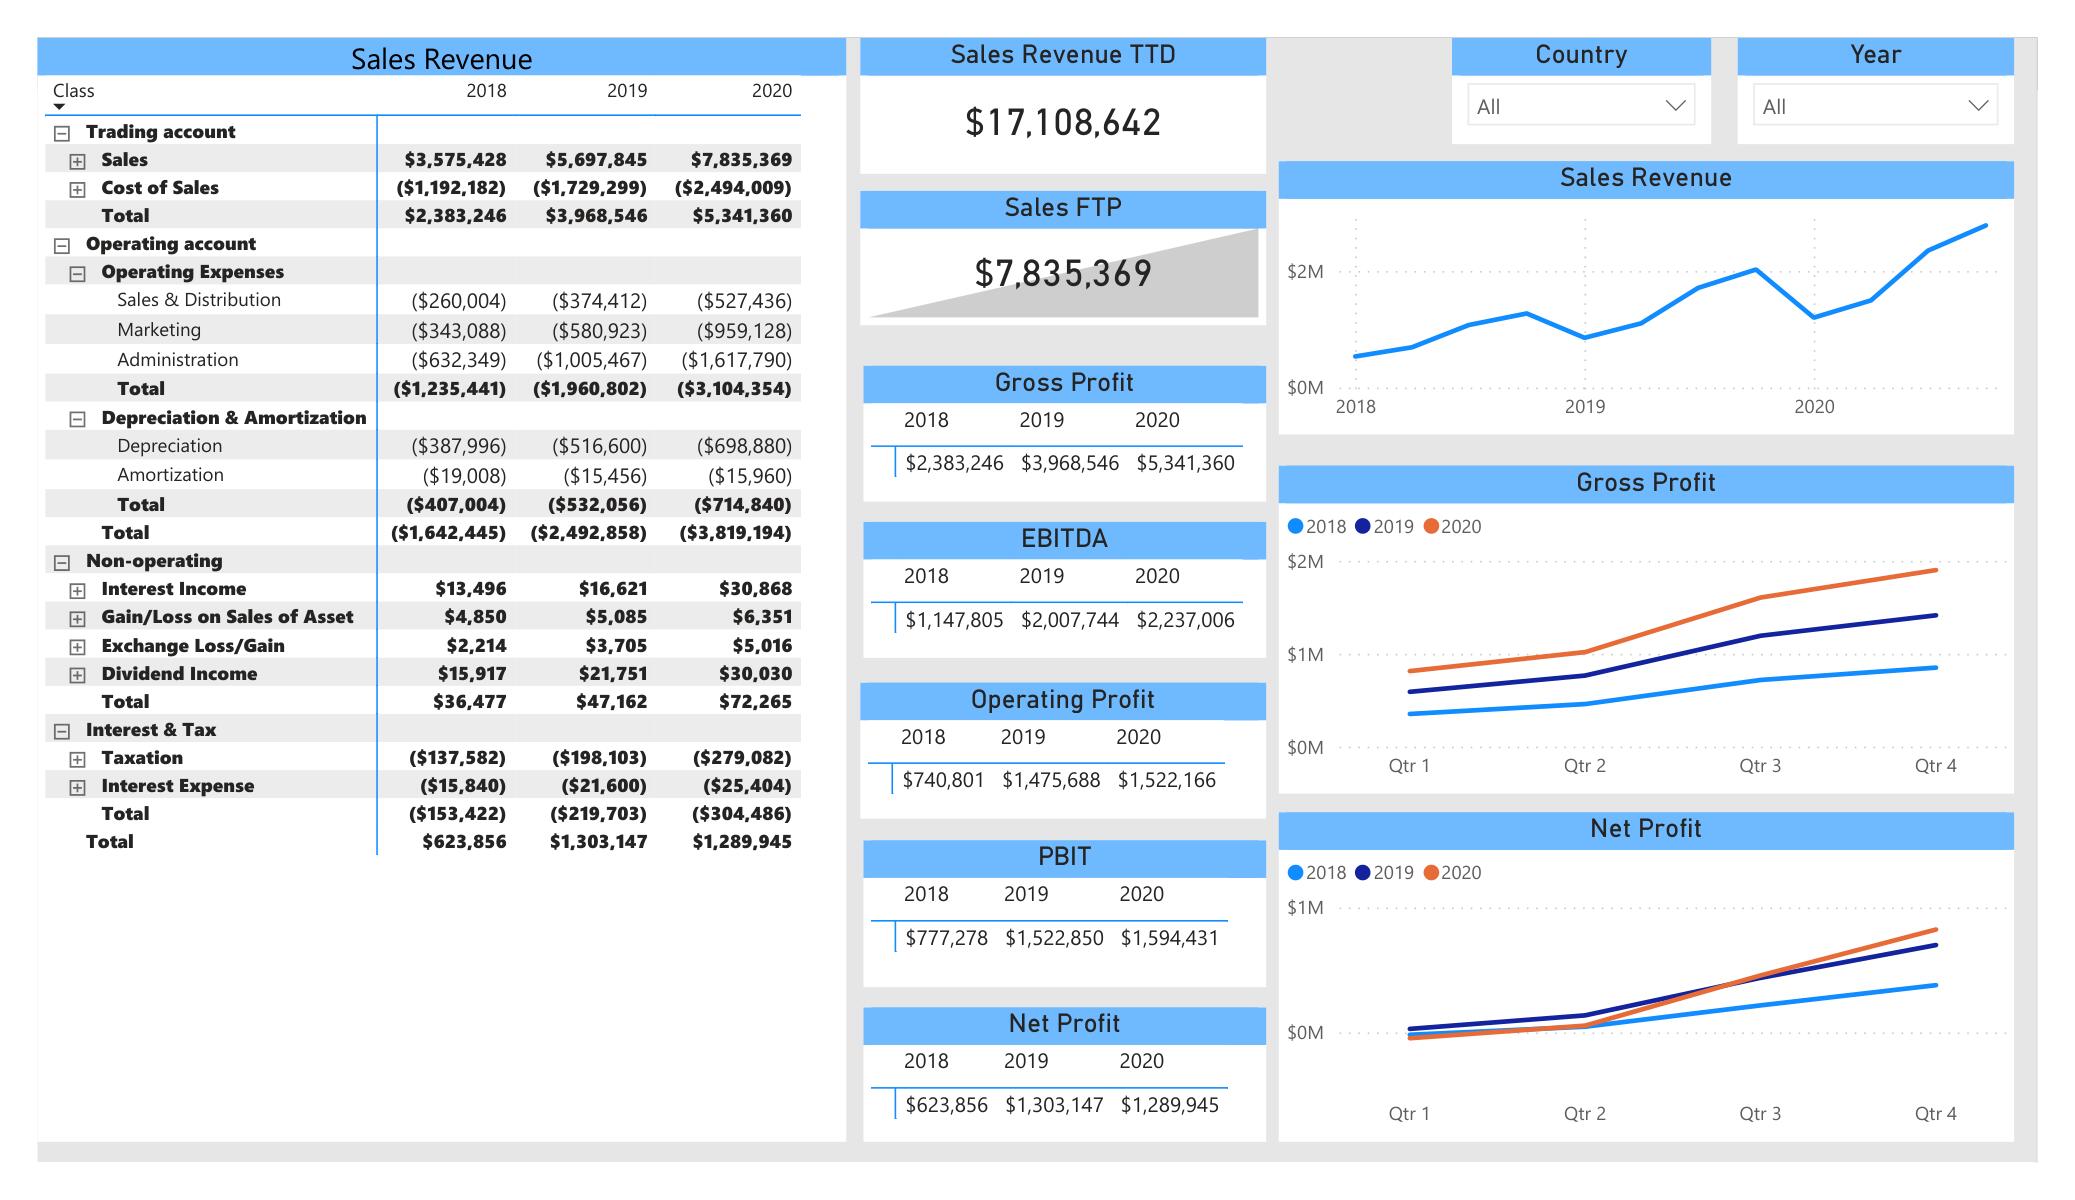 Sales Revenue
Class 2018 2019 2020
Trading account
Sales $3,575,428 $5,697,845 $7,835,369
Cost of Sales ($1,192,182) ($1,729,299) ($2,494,009)
Total $2,383,246 $3,968,546 $5,341,360
Operating account
Operating Expenses
Sales & Distribution ($260,004) ($374,412) ($527,436)
Marketing ($343,088) ($580,923) ($959,128)
Administration ($632,349) ($1,005,467) ($1,617,790)
Total ($1,235,441) ($1,960,802) ($3,104,354)
Depreciation & Amortization
Depreciation ($387,996) ($516,600) ($698,880)
Amortization ($19,008) ($15,456) ($15,960)
Total ($407,004) ($532,056) ($714,840)
Total ($1,642,445) ($2,492,858) ($3,819,194)
Non-operating
Interest Income $13,496 $16,621 $30,868
Gain/Loss on Sales of Asset $4,850 $5,085 $6,351
Exchange Loss/Gain $2,214 $3,705 $5,016
Dividend Income $15,917 $21,751 $30,030
Total $36,477 $47,162 $72,265
Interest & Tax
Taxation ($137,582) ($198,103) ($279,082)
Interest Expense ($15,840) ($21,600) ($25,404)
Total ($153,422) ($219,703) ($304,486)
Total $623,856 $1,303,147 $1,289,945
Sales Revenue TTD
$17,108,642
Sales FTP
$7,835,369
Gross Profit
2018 2019 2020
$2,383,246 $3,968,546 $5,341,360
EBITDA
2018 2019 2020
$1,147,805 $2,007,744 $2,237,006
Operating Profit
2018 2019 2020
$740,801 $1,475,688 $1,522,166
PBIT
2018 2019 2020
$777,278 $1,522,850 $1,594,431
Net Profit
2018 2019 2020
$623,856 $1,303,147 $1,289,945
Country
All
Year
All
Sales Revenue
$2M
$0M
2018 2019 2020
Gross Profit
2018 2019 2020
$2M
$1M
$0M
Qtr 1 Qtr 2 Qtr 3 Qtr 4
Net Profit
2018 2019 2020
$1M
$0M
Qtr 1 Qtr 2 Qtr 3 Qtr 4